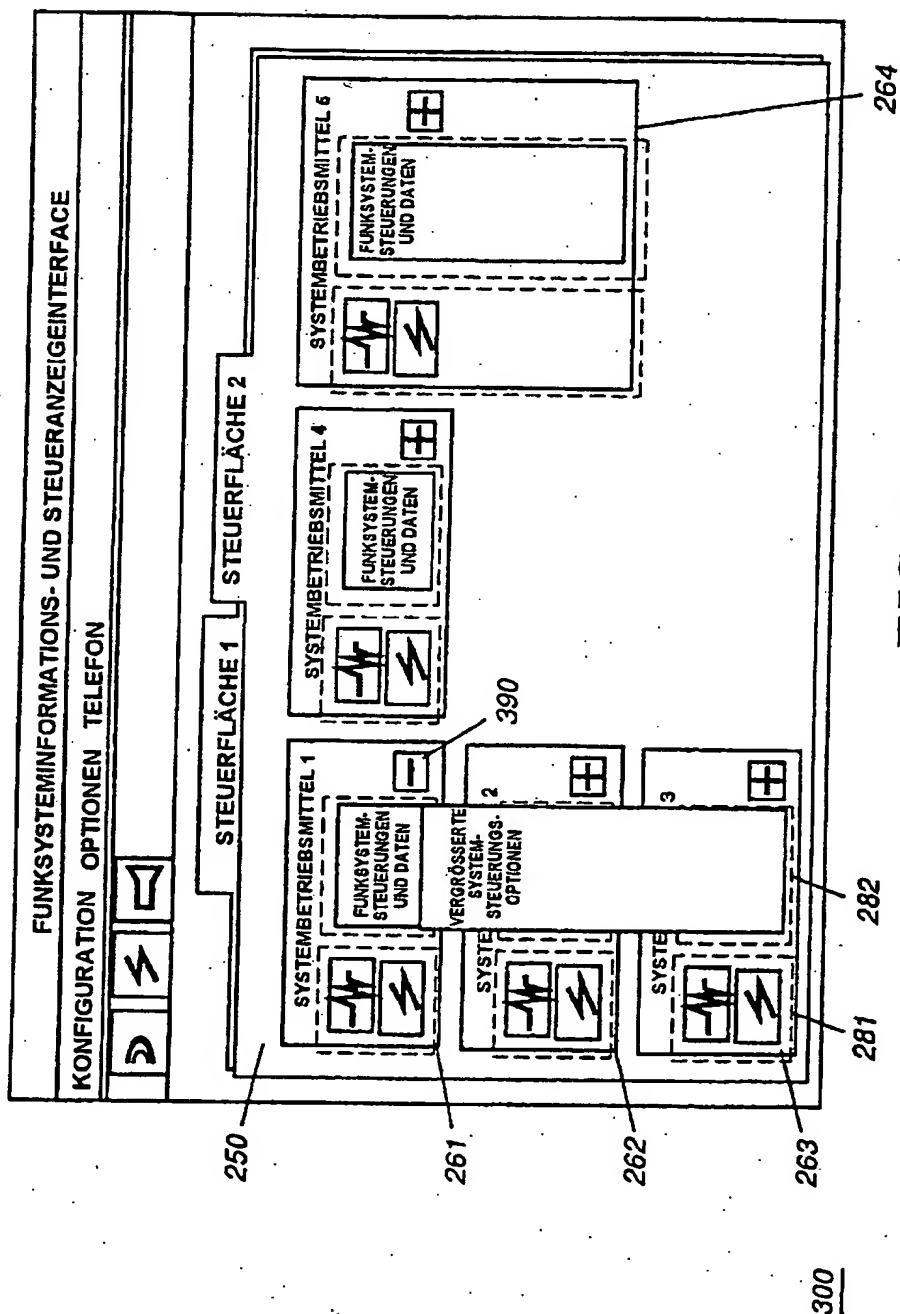 FUNKSYSTEMINFORMATIONS- UND STEUERANZEIGEINTERFACE
KONFIGURATION OPTIONEN TELEFON
STEUERFLÄCHE 1
STEUERFLÄCHE 2
SYSTEMBETRIEBSMITTEL 1
FUNKSYSTEM-
STEUERUNGEN
UND DATEN
VERGRÖSSERTE
SYSTEM-
STEUERUNGS-
OPTIONEN
SYSTE
2
SYSTE
3
SYSTEMBETRIEBSMITTEL 4
FUNKSYSTEM-
STEUERUNGEN
UND DATEN
SYSTEMBETRIEBSMITTEL 5
FUNKSYSTEM-
STEUERUNGEN
UND DATEN
250
261
262
263
281
282
390
264
300